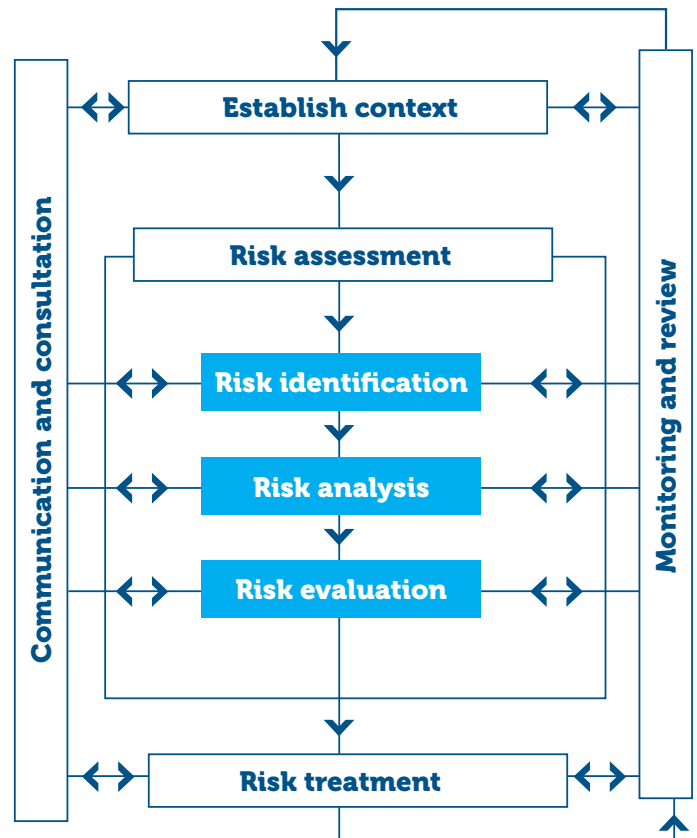 Establish context
Risk assessment
Risk identification
Risk analysis
Risk evaluation
Risk treatment
Communication and consultation
Monitoring and review